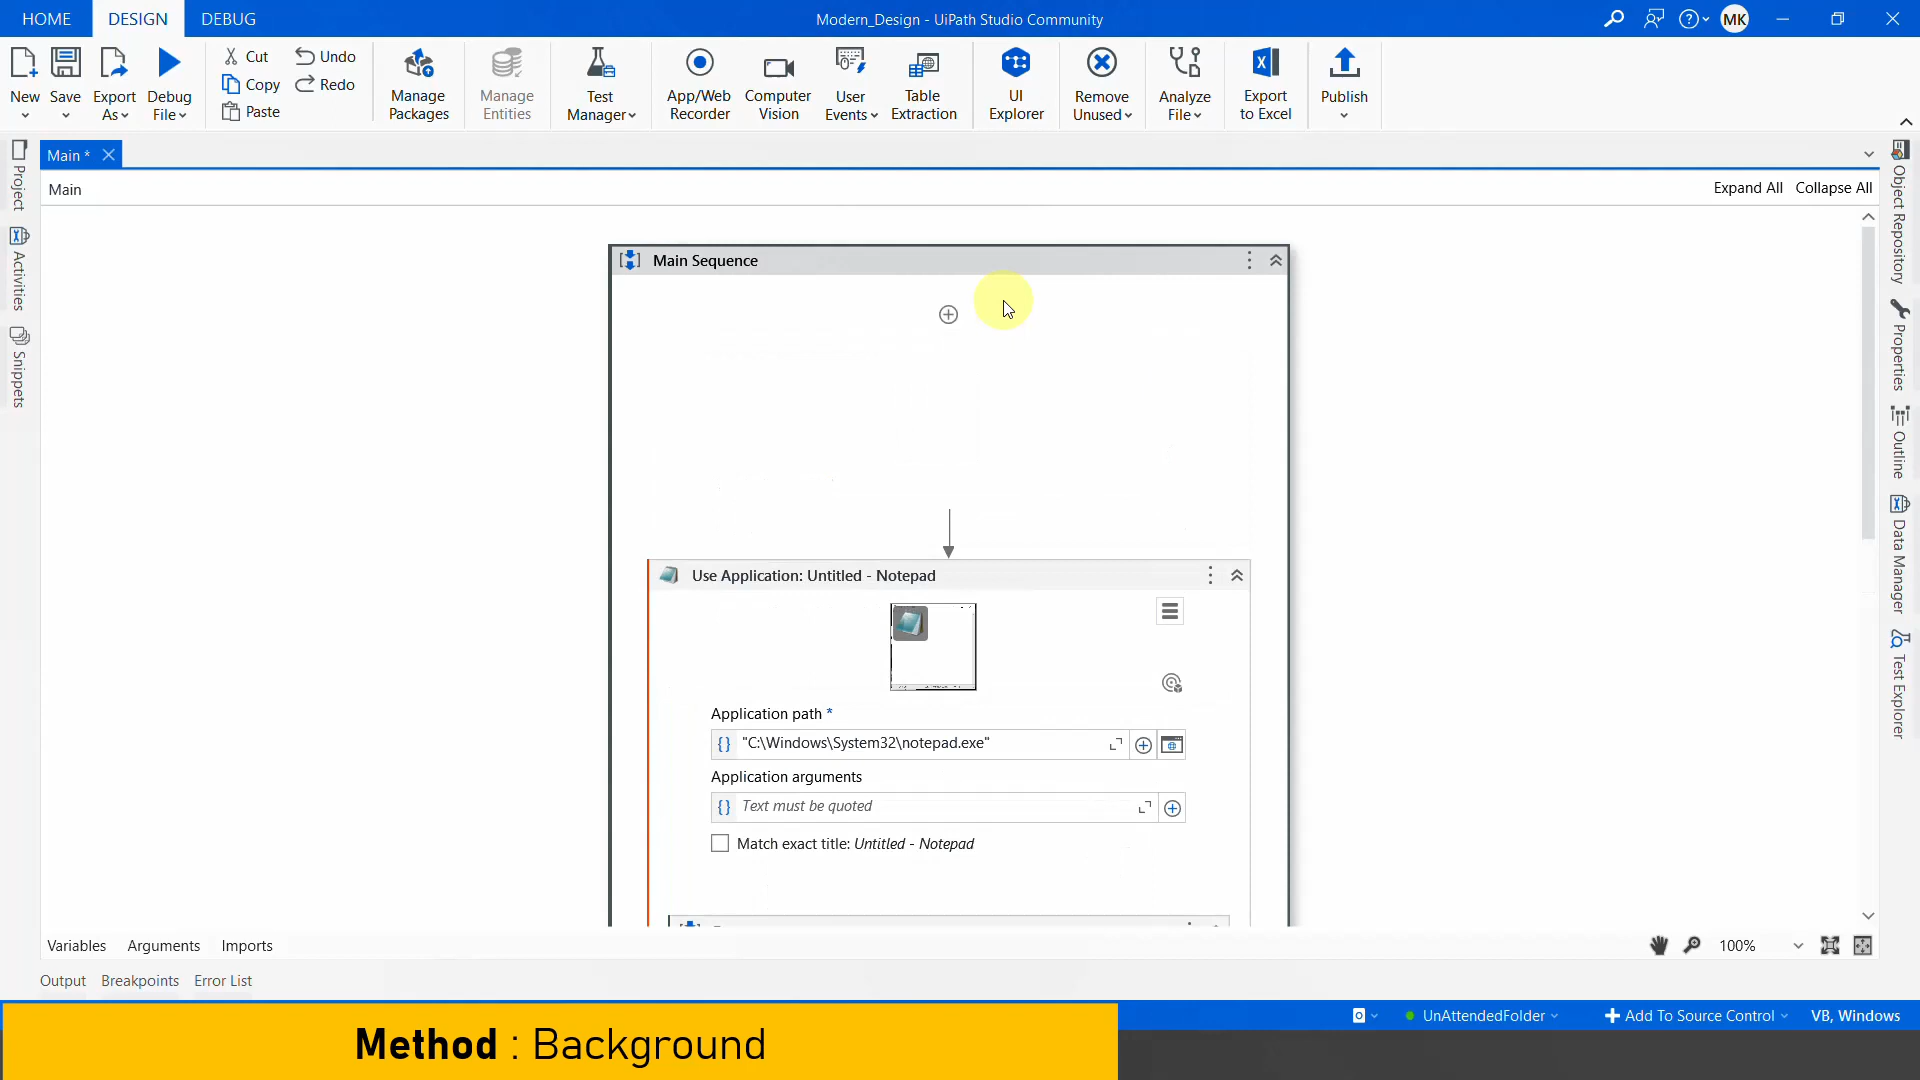 HOME DESIGN DEBUG
Modern_Design - UiPath Studio Community
MK
New
Save
Export As
Debug File
Cut
Copy
Paste
Undo
Redo
Manage Packages
Manage Entities
Test Manager
App/Web Recorder
Computer Vision
User Events
Table Extraction
UI Explorer
Remove Unused
Analyze File
Export to Excel
Publish
Main *
Main
Expand All Collapse All
Project
Activities
Snippets
Main Sequence
Use Application: Untitled - Notepad
Application path *
"C:\Windows\System32\notepad.exe"
Application arguments
Text must be quoted
Match exact title: Untitled - Notepad
Object Repository
Properties
Outline
Data Manager
Test Explorer
Variables Arguments Imports
100%
Output Breakpoints Error List
UnAttendedFolder
Add To Source Control
VB, Windows
Method : Background